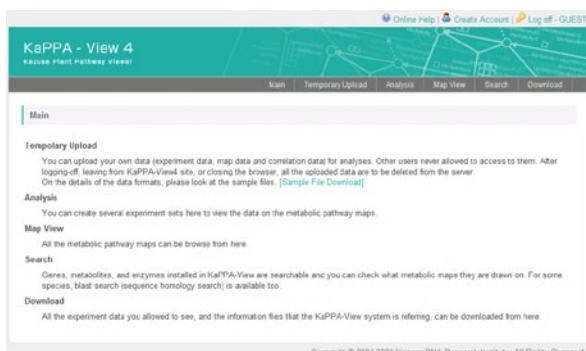 Online Help | Create Account | Log off - GUEST
KaPPA - View 4
Kazusa Plant Pathway Viewer
Main | Temporary Upload | Analysis | Map View | Search | Download
Main
Tempolary Upload
You can upload your own data (experiment data, map data and correlation data) for analyses. Other users never allowed to access to them. After
logging-off, leaving from KaPPA-View4 site, or closing the browser, all the uploaded data are to be deleted from the server.
On the details of the data formats, please look at the sample files. [Sample File Download]
Analysis
You can create several experiment sets here to view the data on the metabolic pathway maps.
Map View
All the metabolic pathway maps can be browse from here.
Search
Genes, metabolites, and enzymes installed in KaPPA-View are searchable and you can check what metabolic maps they are drawn on. For some
species, blast search (sequence homology search) is available too.
Download
All the experiment data you allowed to see, and the information files that the KaPPA-View system is referring, can be downloaded from here.